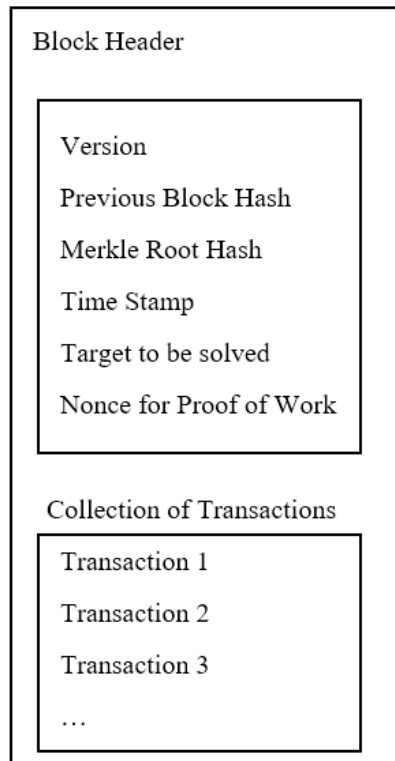 Block Header
Version
Previous Block Hash
Merkle Root Hash
Time Stamp
Target to be solved
Nonce for Proof of Work
Collection of Transactions
Transaction 1
Transaction 2
Transaction 3
…